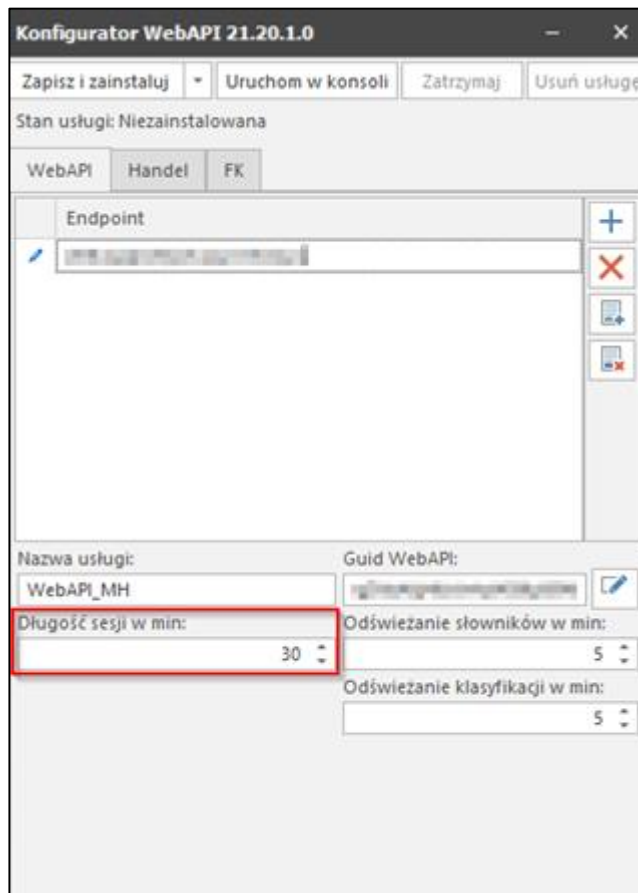 Konfigurator WebAPI 21.20.1.0
Zapisz i zainstaluj Uruchom w konsoli Zatrzymaj Usuń usługę
Stan usługi: Niezainstalowana
WebAPI Handel FK
Endpoint
Nazwa usługi: Guid WebAPI:
WebAPI_MH
Długość sesji w min: Odświeżanie słowników w min:
30 5
Odświeżanie klasyfikacji w min:
5